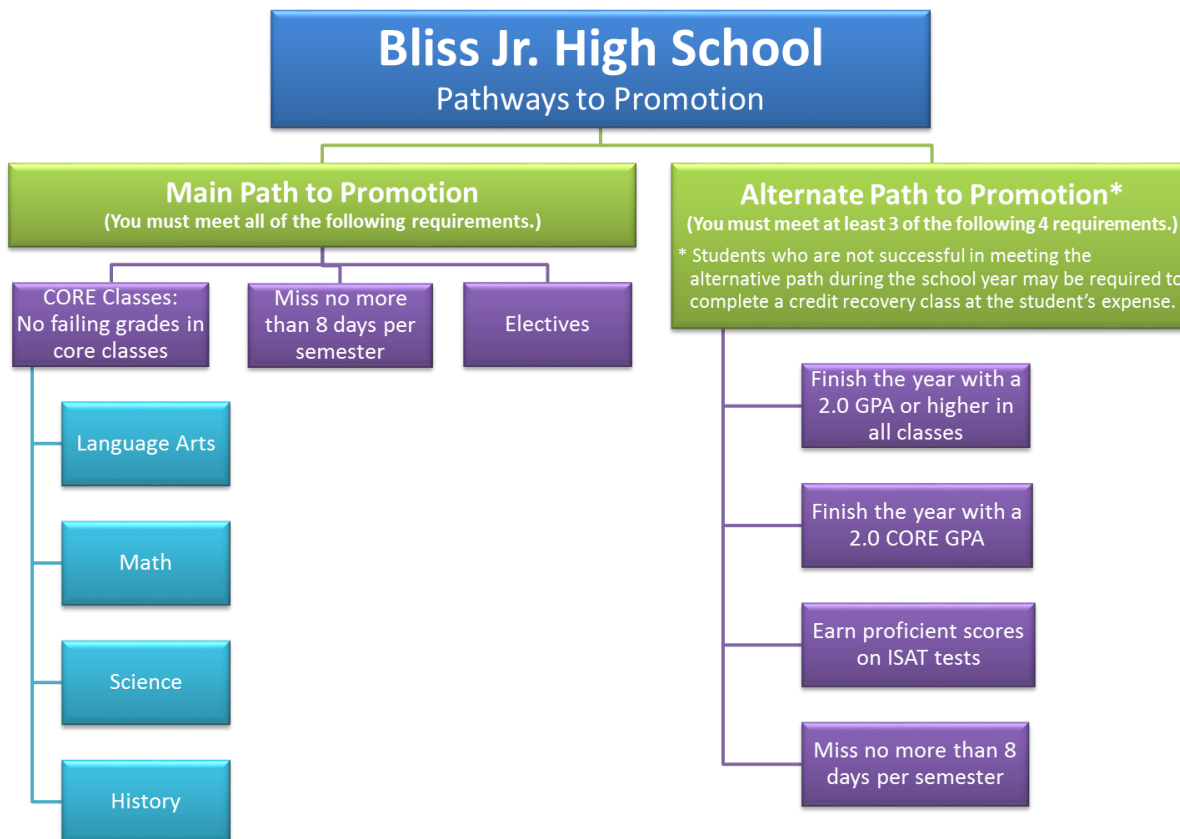 Bliss Jr. High School
Pathways to Promotion
Main Path to Promotion
(You must meet all of the following requirements.)
CORE Classes:
No failing grades in
core classes
Miss no more
than 8 days per
semester
Electives
Language Arts
Math
Science
History
Alternate Path to Promotion*
(You must meet at least 3 of the following 4 requirements.)
* Students who are not successful in meeting the
alternative path during the school year may be required to
complete a credit recovery class at the student’s expense.
Finish the year with a
2.0 GPA or higher in
all classes
Finish the year with a
2.0 CORE GPA
Earn proficient scores
on ISAT tests
Miss no more than 8
days per semester